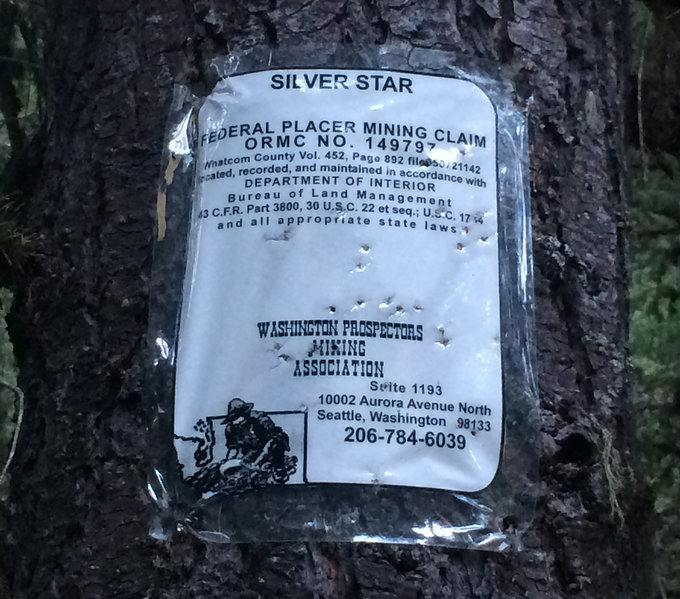 SILVER STAR
FEDERAL PLACER MINING CLAIM
ORMC NO. 149797
Whatcom County Vol. 452, Page 892
located, recorded, and maintained in accordance with
DEPARTMENT OF INTERIOR
Bureau of Land Management
43 C.F.R. Part 3800, 30 U.S.C. 22 et seq.; U.S.C.
and all appropriate state laws.
WASHINGTON PROSPECTORS
MINING
ASSOCIATION
Suite 1193
10002 Aurora Avenue North
Seattle, Washington 98133
206-784-6039